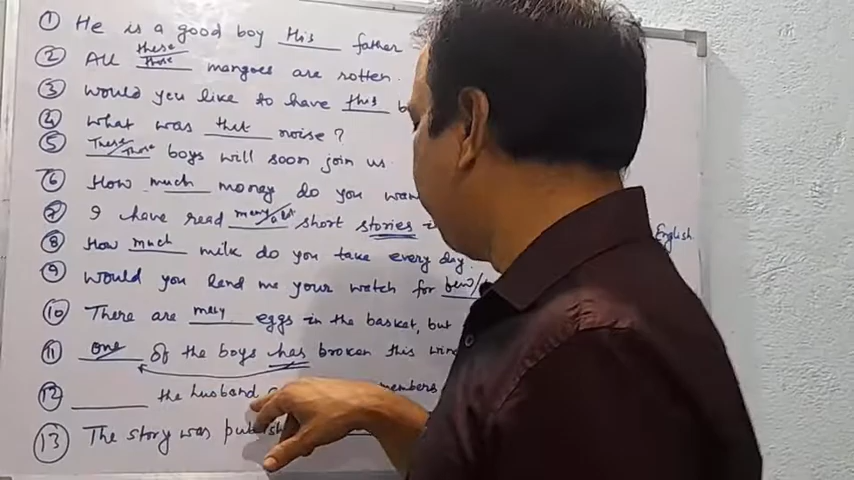 ① He is a good boy His father
② All these those mangoes are rotten.
③ Would you like to have this
④ What was that noise ?
⑤ These/Those boys will soon join us
⑥ How much money do you
⑦ I have read many/a lot short stories English
⑧ How much milk do you take every day.
⑨ Would you lend me your watch for few/
⑩ There are many eggs in the basket, but
⑪ one of the boys has broken this
⑫ the husband members
⑬ The story was